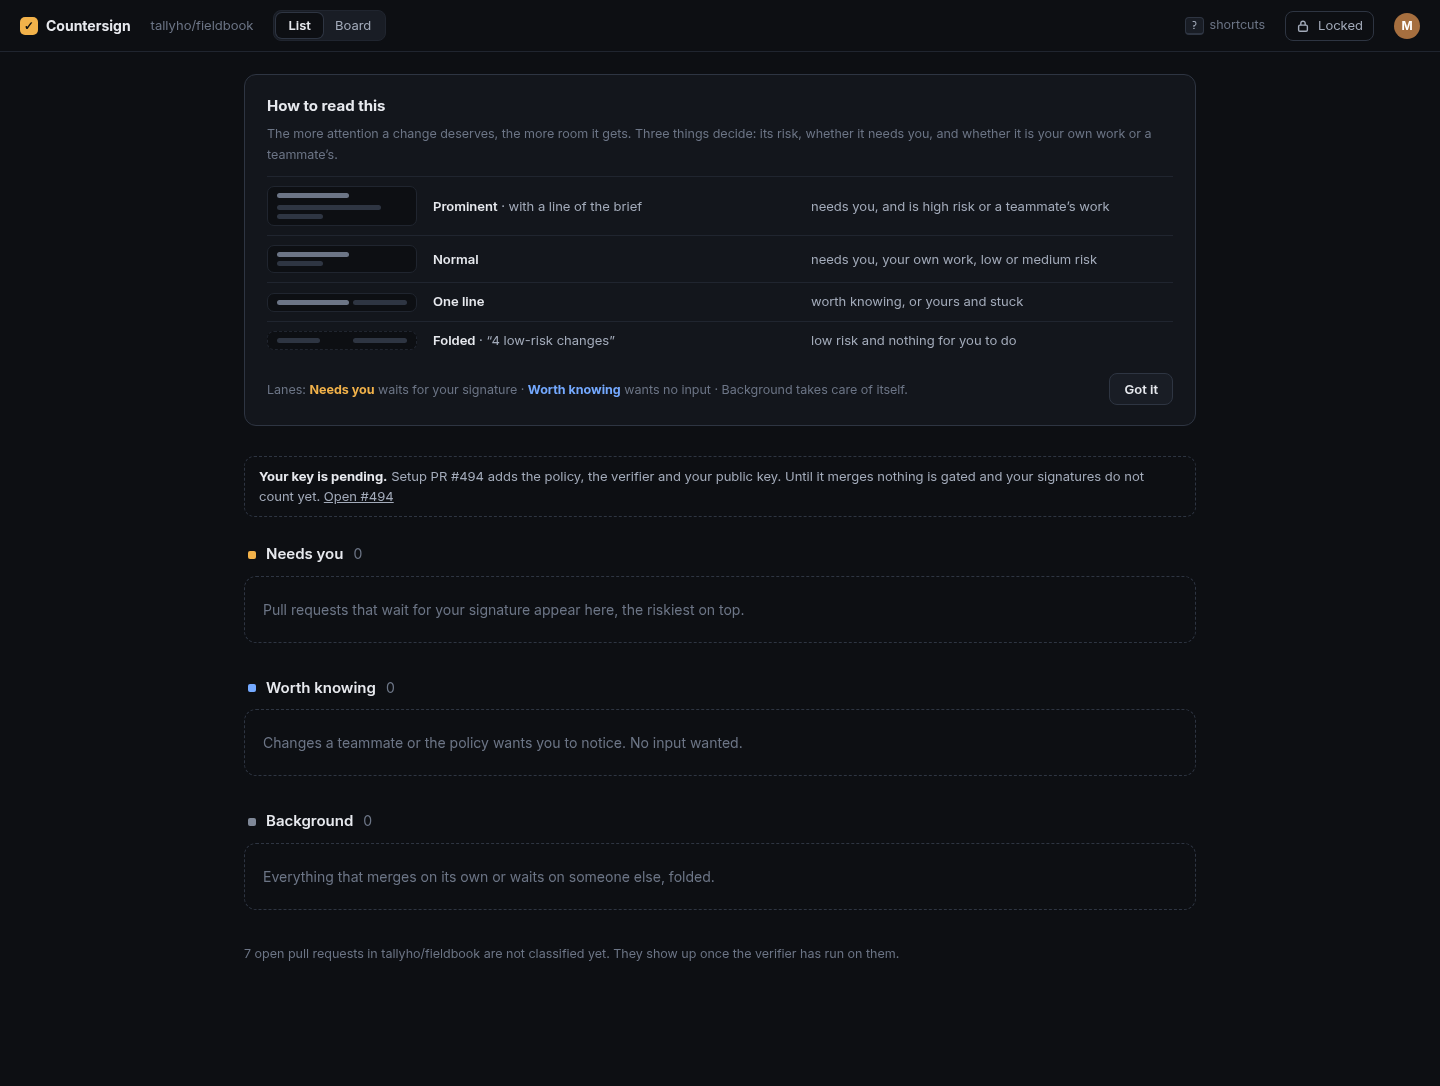 ✓ Countersign tallyho/fieldbook List Board ? shortcuts Locked M
How to read this
The more attention a change deserves, the more room it gets. Three things decide: its risk, whether it needs you, and whether it is your own work or a
teammate’s.
Prominent · with a line of the brief needs you, and is high risk or a teammate’s work
Normal needs you, your own work, low or medium risk
One line worth knowing, or yours and stuck
Folded · “4 low-risk changes” low risk and nothing for you to do
Lanes: Needs you waits for your signature · Worth knowing wants no input · Background takes care of itself. Got it
Your key is pending. Setup PR #494 adds the policy, the verifier and your public key. Until it merges nothing is gated and your signatures do not
count yet. Open #494
Needs you 0
Pull requests that wait for your signature appear here, the riskiest on top.
Worth knowing 0
Changes a teammate or the policy wants you to notice. No input wanted.
Background 0
Everything that merges on its own or waits on someone else, folded.
7 open pull requests in tallyho/fieldbook are not classified yet. They show up once the verifier has run on them.